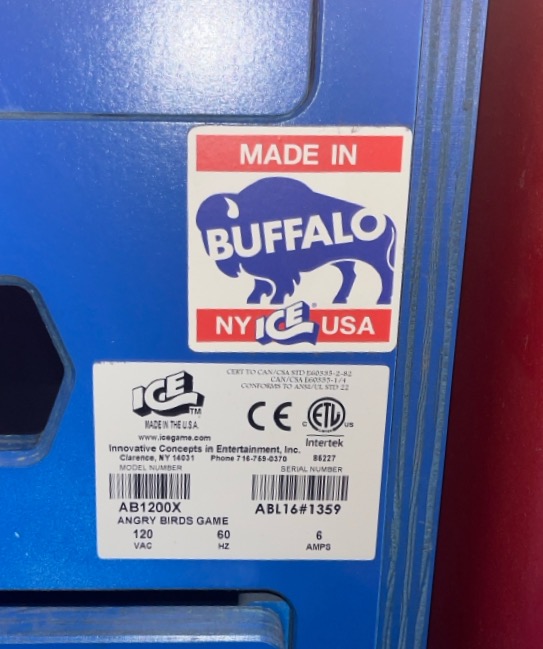 MADE IN
BUFFALO
NY ICE® USA
ICE TM
CERT TO CAN/CSA STD E60335-2-82
CAN/CSA E60335-1/4
CONFORMS TO ANSI/UL STD 22
MADE IN THE U.S.A.
CE
C ETL US
www.icegame.com
Intertek
Innovative Concepts in Entertainment, Inc.
Clarence, NY 14031 Phone 716-759-0370 86227
MODEL NUMBER SERIAL NUMBER
AB1200X ABL16#1359
ANGRY BIRDS GAME
120 60 6
VAC HZ AMPS